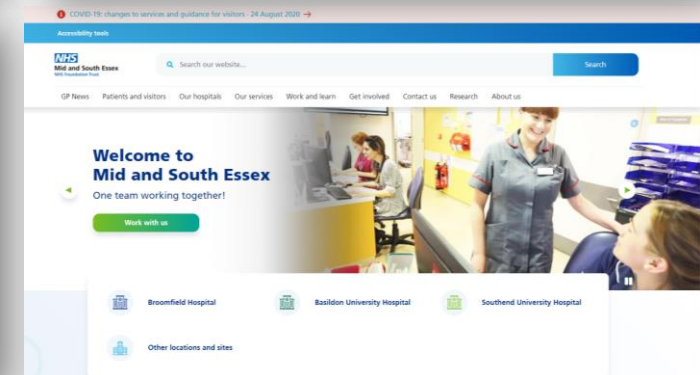 COVID-19: changes to services and guidance for visitors - 24 August 2020 →
Accessibility tools
NHS
Mid and South Essex
NHS Foundation Trust
Search our website...
Search
GP News Patients and visitors Our hospitals Our services Work and learn Get involved Contact us Research About us
Welcome to
Mid and South Essex
One team working together!
Work with us
Broomfield Hospital Basildon University Hospital Southend University Hospital
Other locations and sites